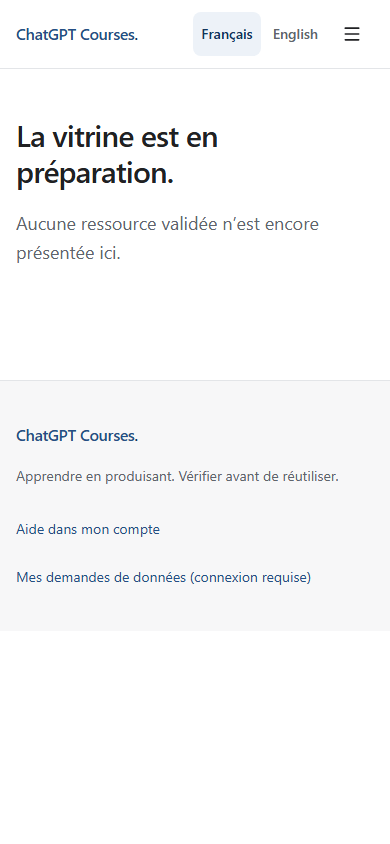 ChatGPT Courses.
Français
English
La vitrine est en
préparation.
Aucune ressource validée n’est encore
présentée ici.
ChatGPT Courses.
Apprendre en produisant. Vérifier avant de réutiliser.
Aide dans mon compte
Mes demandes de données (connexion requise)